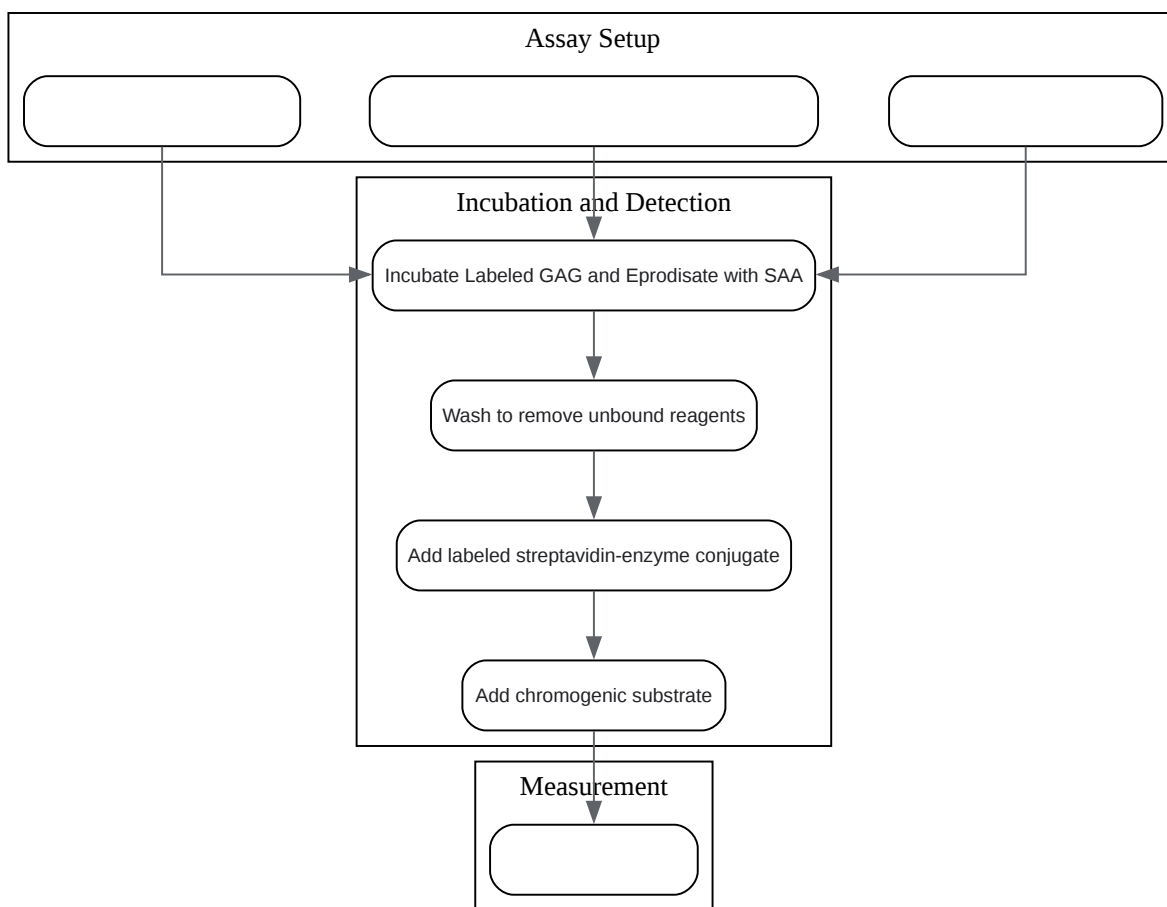 Assay Setup
Incubation and Detection
Incubate Labeled GAG and Eprodisate with SAA
Wash to remove unbound reagents
Add labeled streptavidin-enzyme conjugate
Add chromogenic substrate
Measurement